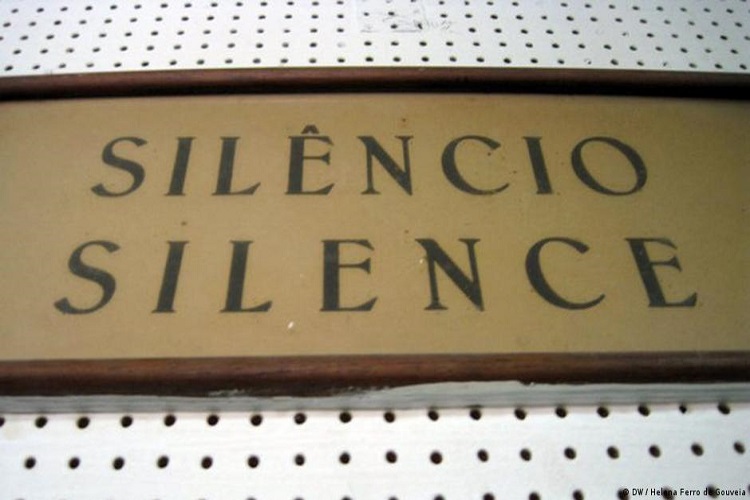 SILÊNCIO
SILENCE
© DW / Helena Ferro de Gouveia